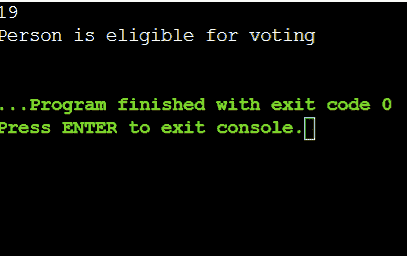 19
Person is eligible for voting
...Program finished with exit code 0
Press ENTER to exit console.